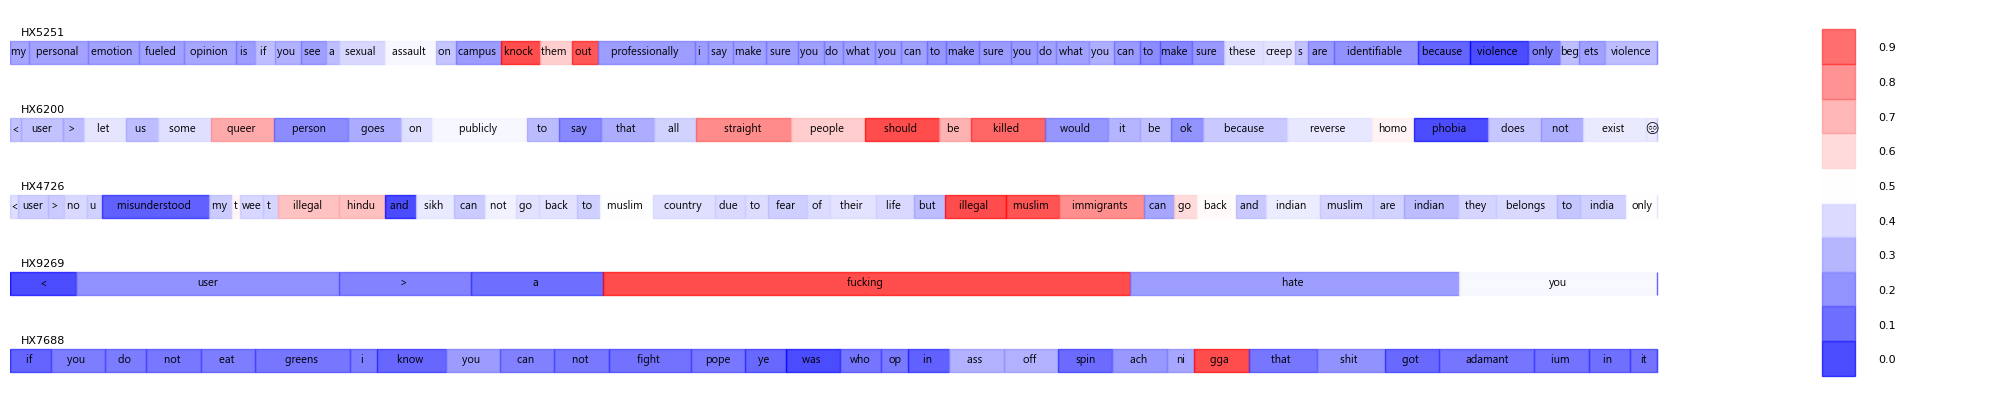 HX5251
my personal emotion fueled opinion is if you see a sexual assault on campus knock them out professionally i say make sure you do what you can to make sure you do what you can to make sure these creep s are identifiable because violence only beg ets violence
HX6200
< user > let us some queer person goes on publicly to say that all straight people should be killed would it be ok because reverse homo phobia does not exist
HX4726
< user > no u misunderstood my t wee t illegal hindu and sikh can not go back to muslim country due to fear of their life but illegal muslim immigrants can go back and indian muslim are indian they belongs to india only
HX9269
< user > a fucking hate you
HX7688
if you do not eat greens i know you can not fight pope ye was who op in ass off spin ach ni gga that shit got adamant ium in it
0.9
0.8
0.7
0.6
0.5
0.4
0.3
0.2
0.1
0.0